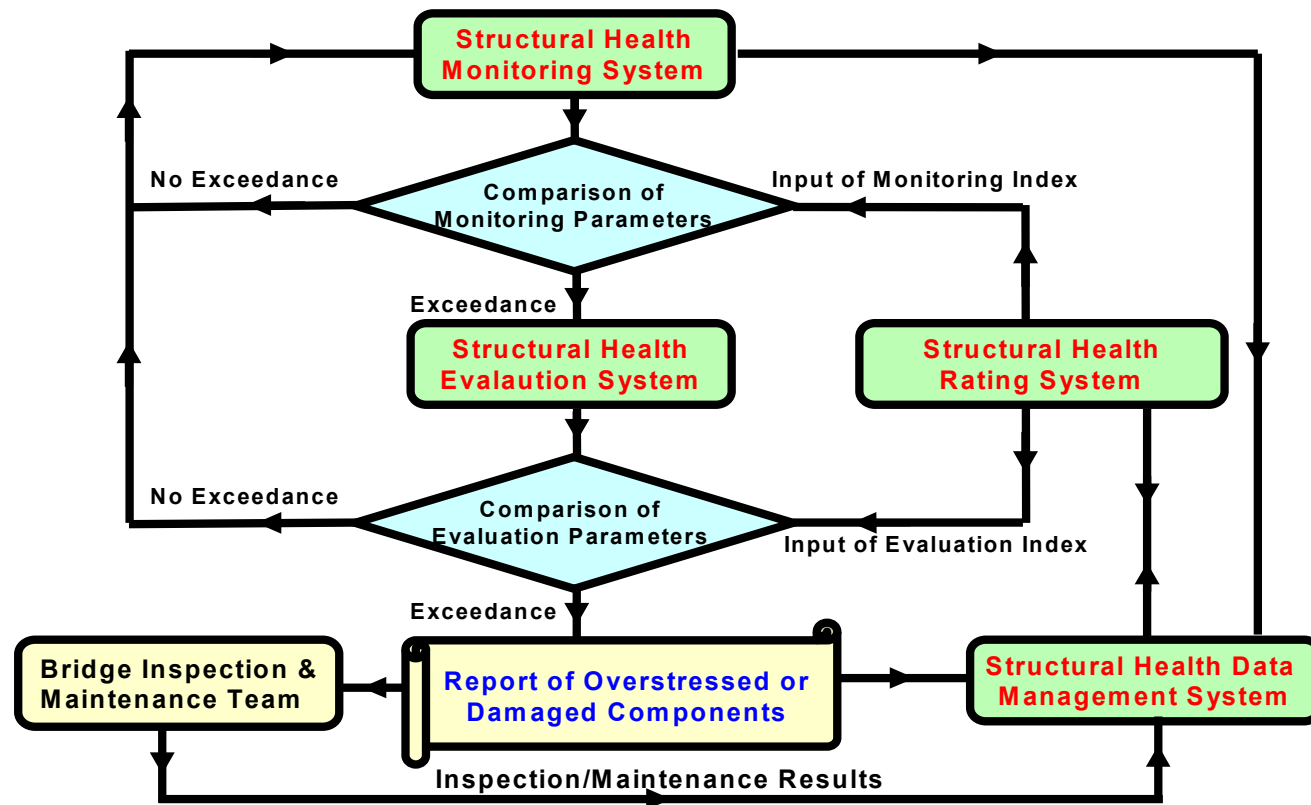 Structural Health
Monitoring System
No Exceedance
Comparison of
Monitoring Parameters
Input of Monitoring Index
Exceedance
Structural Health
Evalaution System
Structural Health
Rating System
No Exceedance
Comparison of
Evaluation Parameters
Input of Evaluation Index
Exceedance
Bridge Inspection &
Maintenance Team
Report of Overstressed or
Damaged Components
Structural Health Data
Management System
Inspection/Maintenance Results